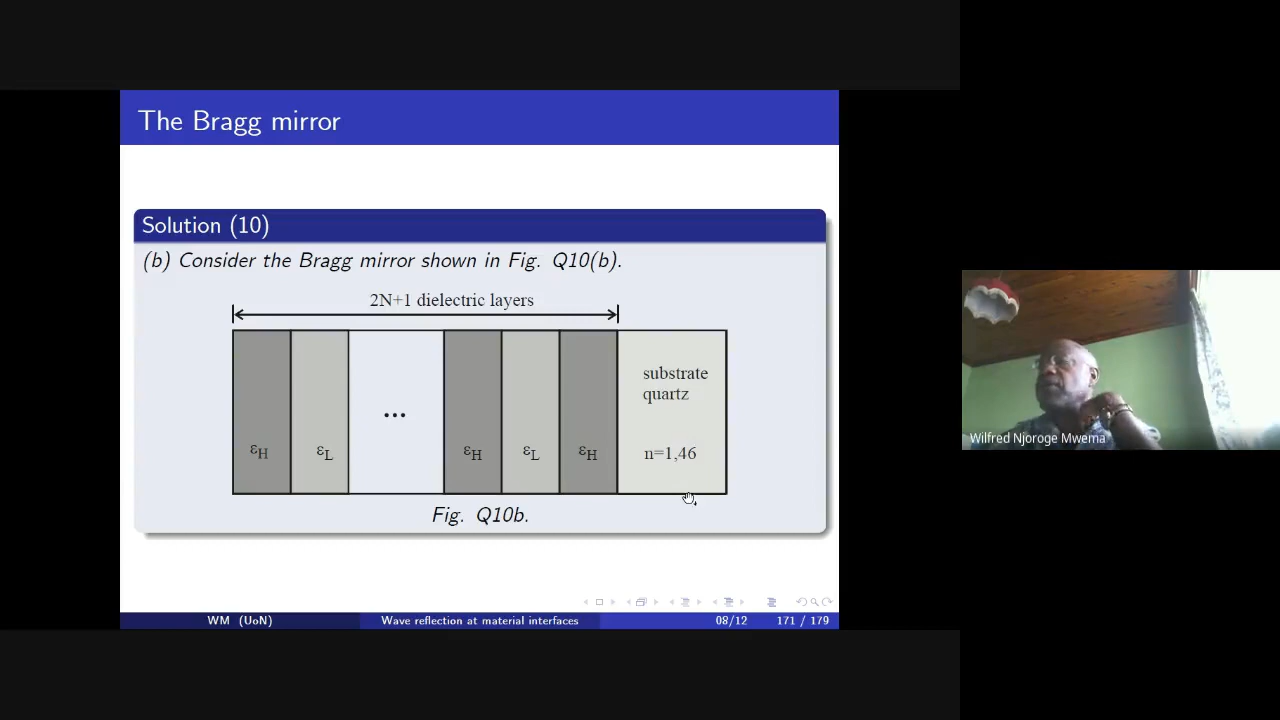 The Bragg mirror
Solution (10)
(b) Consider the Bragg mirror shown in Fig. Q10(b).
2N+1 dielectric layers
substrate
quartz
...
εH εL εH εL εH n=1,46
Fig. Q10b.
WM (UoN) Wave reflection at material interfaces 08/12 171 / 179
Wilfred Njoroge Mwema